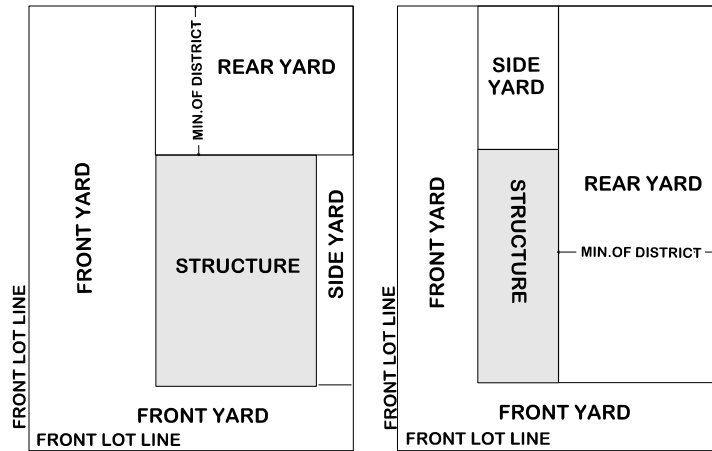 REAR YARD
MIN.OF DISTRICT
FRONT YARD
STRUCTURE
SIDE YARD
FRONT LOT LINE
FRONT YARD
FRONT LOT LINE
SIDE
YARD
REAR YARD
FRONT YARD
STRUCTURE
MIN.OF DISTRICT
FRONT LOT LINE
FRONT YARD
FRONT LOT LINE